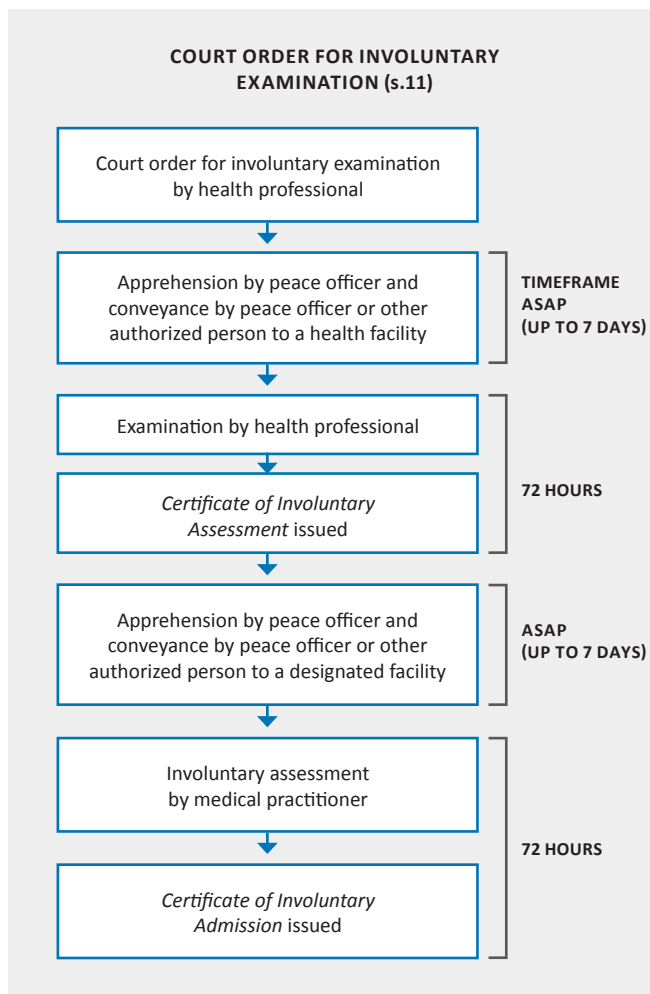 COURT ORDER FOR INVOLUNTARY
EXAMINATION (s.11)
Court order for involuntary examination
by health professional
Apprehension by peace officer and
conveyance by peace officer or other
authorized person to a health facility
TIMEFRAME
ASAP
(UP TO 7 DAYS)
Examination by health professional
Certificate of Involuntary
Assessment issued
72 HOURS
Apprehension by peace officer and
conveyance by peace officer or other
authorized person to a designated facility
ASAP
(UP TO 7 DAYS)
Involuntary assessment
by medical practitioner
Certificate of Involuntary
Admission issued
72 HOURS